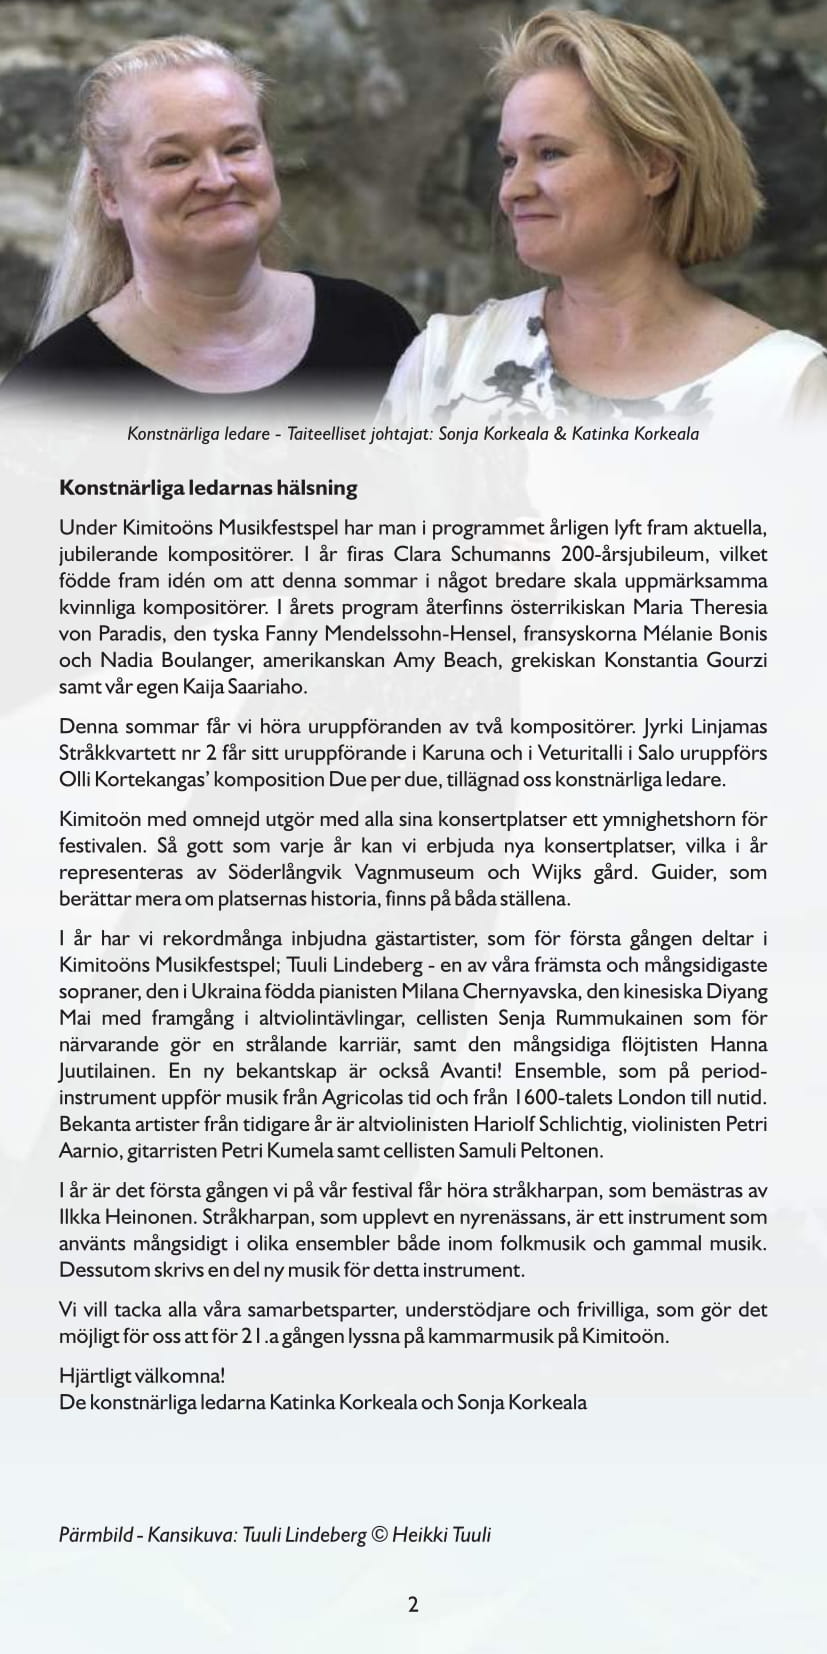 Konstnärliga ledare - Taiteelliset johtajat: Sonja Korkeala & Katinka Korkeala
Konstnärliga ledarnas hälsning
Under Kimitoöns Musikfestspel har man i programmet årligen lyft fram aktuella,
jubilerande kompositörer. I år firas Clara Schumanns 200-årsjubileum, vilket
födde fram idén om att denna sommar i något bredare skala uppmärksamma
kvinnliga kompositörer. I årets program återfinns österrikiskan Maria Theresia
von Paradis, den tyska Fanny Mendelssohn-Hensel, fransyskorna Mélanie Bonis
och Nadia Boulanger, amerikanskan Amy Beach, grekiskan Konstantia Gourzi
samt vår egen Kaija Saariaho.
Denna sommar får vi höra uruppföranden av två kompositörer. Jyrki Linjamas
Stråkkvartett nr 2 får sitt uruppförande i Karuna och i Veturitalli i Salo uruppförs
Olli Kortekangas’ komposition Due per due, tillägnad oss konstnärliga ledare.
Kimitoön med omnejd utgör med alla sina konsertplatser ett ymnighetshorn för
festivalen. Så gott som varje år kan vi erbjuda nya konsertplatser, vilka i år
representeras av Söderlångvik Vagnmuseum och Wijks gård. Guider, som
berättar mera om platsernas historia, finns på båda ställena.
I år har vi rekordmånga inbjudna gästartister, som för första gången deltar i
Kimitoöns Musikfestspel; Tuuli Lindeberg - en av våra främsta och mångsidigaste
sopraner, den i Ukraina födda pianisten Milana Chernyavska, den kinesiska Diyang
Mai med framgång i altviolintävlingar, cellisten Senja Rummukainen som för
närvarande gör en strålande karriär, samt den mångsidiga flöjtisten Hanna
Juutilainen. En ny bekantskap är också Avanti! Ensemble, som på period-
instrument uppför musik från Agricolas tid och från 1600-talets London till nutid.
Bekanta artister från tidigare år är altviolinisten Hariolf Schlichtig, violinisten Petri
Aarnio, gitarristen Petri Kumela samt cellisten Samuli Peltonen.
I år är det första gången vi på vår festival får höra stråkharpan, som bemästras av
Ilkka Heinonen. Stråkharpan, som upplevt en nyrenässans, är ett instrument som
använts mångsidigt i olika ensembler både inom folkmusik och gammal musik.
Dessutom skrivs en del ny musik för detta instrument.
Vi vill tacka alla våra samarbetsparter, understödjare och frivilliga, som gör det
möjligt för oss att för 21.a gången lyssna på kammarmusik på Kimitoön.
Hjärtligt välkomna!
De konstnärliga ledarna Katinka Korkeala och Sonja Korkeala
Pärmbild - Kansikuva: Tuuli Lindeberg © Heikki Tuuli
2